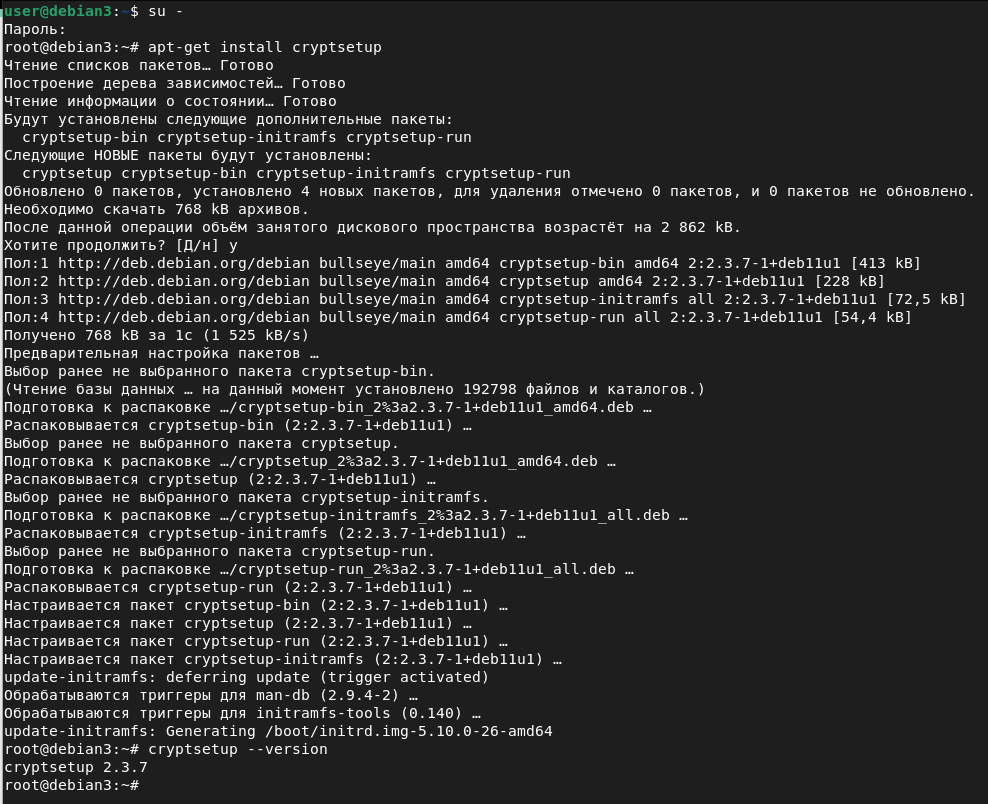 user@debian3:~$ su -
Пароль:
root@debian3:~# apt-get install cryptsetup
Чтение списков пакетов… Готово
Построение дерева зависимостей… Готово
Чтение информации о состоянии… Готово
Будут установлены следующие дополнительные пакеты:
  cryptsetup-bin cryptsetup-initramfs cryptsetup-run
Следующие НОВЫЕ пакеты будут установлены:
  cryptsetup cryptsetup-bin cryptsetup-initramfs cryptsetup-run
Обновлено 0 пакетов, установлено 4 новых пакетов, для удаления отмечено 0 пакетов, и 0 пакетов не обновлено.
Необходимо скачать 768 kB архивов.
После данной операции объём занятого дискового пространства возрастёт на 2 862 kB.
Хотите продолжить? [Д/н] y
Пол:1 http://deb.debian.org/debian bullseye/main amd64 cryptsetup-bin amd64 2:2.3.7-1+deb11u1 [413 kB]
Пол:2 http://deb.debian.org/debian bullseye/main amd64 cryptsetup amd64 2:2.3.7-1+deb11u1 [228 kB]
Пол:3 http://deb.debian.org/debian bullseye/main amd64 cryptsetup-initramfs all 2:2.3.7-1+deb11u1 [72,5 kB]
Пол:4 http://deb.debian.org/debian bullseye/main amd64 cryptsetup-run all 2:2.3.7-1+deb11u1 [54,4 kB]
Получено 768 kB за 1с (1 525 kB/s)
Предварительная настройка пакетов …
Выбор ранее не выбранного пакета cryptsetup-bin.
(Чтение базы данных … на данный момент установлено 192798 файлов и каталогов.)
Подготовка к распаковке …/cryptsetup-bin_2%3a2.3.7-1+deb11u1_amd64.deb …
Распаковывается cryptsetup-bin (2:2.3.7-1+deb11u1) …
Выбор ранее не выбранного пакета cryptsetup.
Подготовка к распаковке …/cryptsetup_2%3a2.3.7-1+deb11u1_amd64.deb …
Распаковывается cryptsetup (2:2.3.7-1+deb11u1) …
Выбор ранее не выбранного пакета cryptsetup-initramfs.
Подготовка к распаковке …/cryptsetup-initramfs_2%3a2.3.7-1+deb11u1_all.deb …
Распаковывается cryptsetup-initramfs (2:2.3.7-1+deb11u1) …
Выбор ранее не выбранного пакета cryptsetup-run.
Подготовка к распаковке …/cryptsetup-run_2%3a2.3.7-1+deb11u1_all.deb …
Распаковывается cryptsetup-run (2:2.3.7-1+deb11u1) …
Настраивается пакет cryptsetup-bin (2:2.3.7-1+deb11u1) …
Настраивается пакет cryptsetup (2:2.3.7-1+deb11u1) …
Настраивается пакет cryptsetup-run (2:2.3.7-1+deb11u1) …
Настраивается пакет cryptsetup-initramfs (2:2.3.7-1+deb11u1) …
update-initramfs: deferring update (trigger activated)
Обрабатываются триггеры для man-db (2.9.4-2) …
Обрабатываются триггеры для initramfs-tools (0.140) …
update-initramfs: Generating /boot/initrd.img-5.10.0-26-amd64
root@debian3:~# cryptsetup --version
cryptsetup 2.3.7
root@debian3:~#